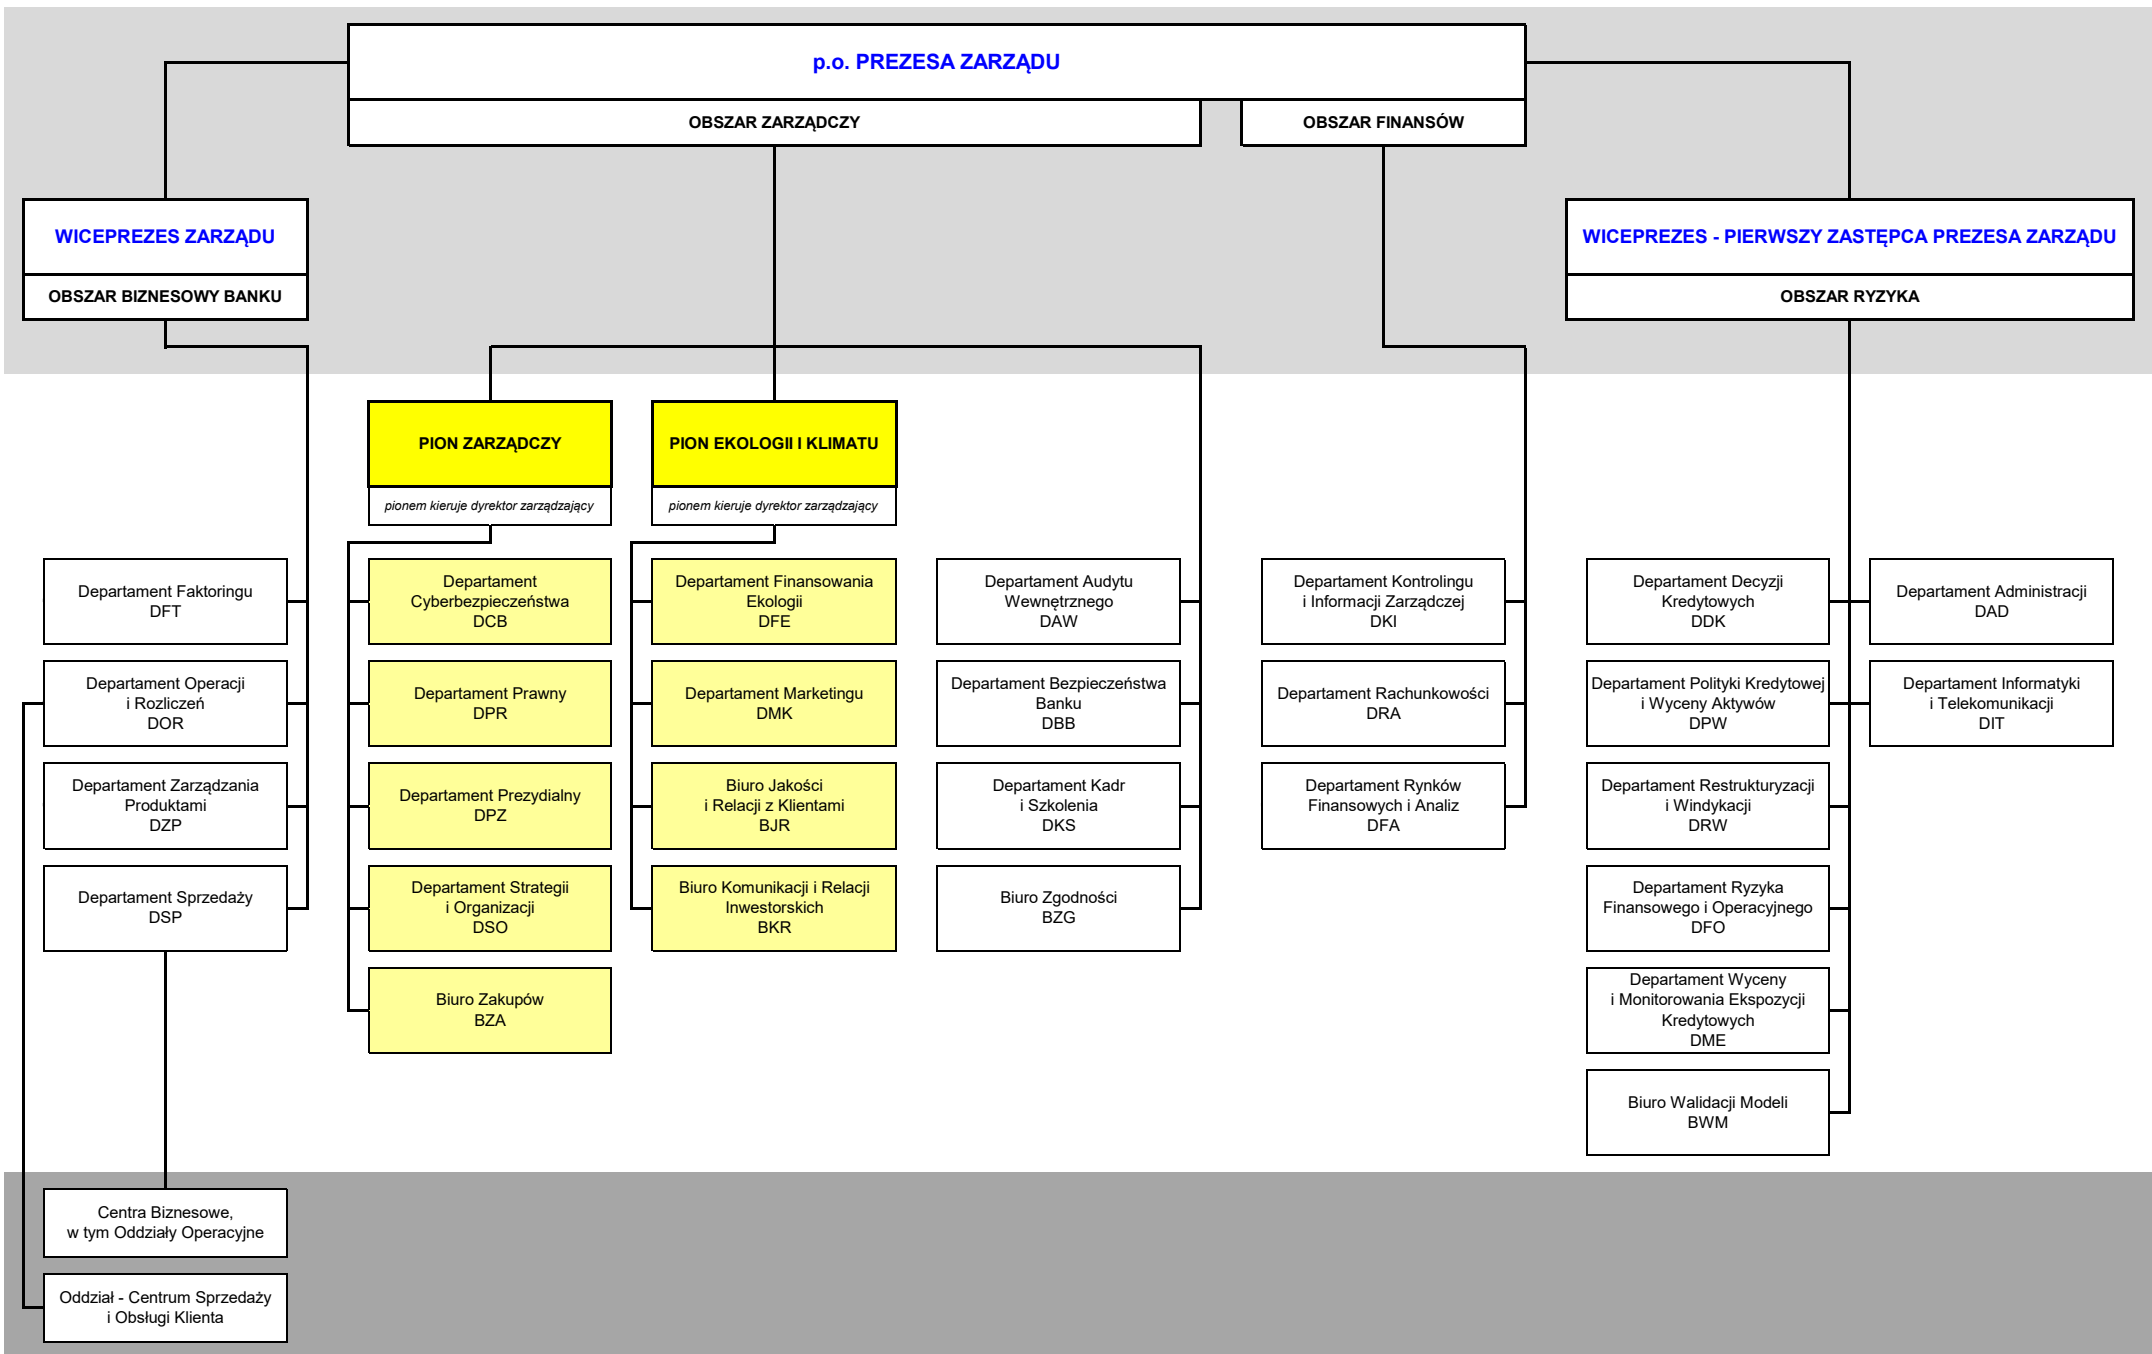 p.o. PREZESA ZARZĄDU
OBSZAR ZARZĄDCZY
OBSZAR FINANSÓW
WICEPREZES ZARZĄDU
OBSZAR BIZNESOWY BANKU
WICEPREZES - PIERWSZY ZASTĘPCA PREZESA ZARZĄDU
OBSZAR RYZYKA
PION ZARZĄDCZY
pionem kieruje dyrektor zarządzający
PION EKOLOGII I KLIMATU
pionem kieruje dyrektor zarządzający
Departament Faktoringu
DFT
Departament Operacji
i Rozliczeń
DOR
Departament Zarządzania
Produktami
DZP
Departament Sprzedaży
DSP
Departament
Cyberbezpieczeństwa
DCB
Departament Prawny
DPR
Departament Prezydialny
DPZ
Departament Strategii
i Organizacji
DSO
Biuro Zakupów
BZA
Departament Finansowania
Ekologii
DFE
Departament Marketingu
DMK
Biuro Jakości
i Relacji z Klientami
BJR
Biuro Komunikacji i Relacji
Inwestorskich
BKR
Departament Audytu
Wewnętrznego
DAW
Departament Bezpieczeństwa
Banku
DBB
Departament Kadr
i Szkolenia
DKS
Biuro Zgodności
BZG
Departament Kontrolingu
i Informacji Zarządczej
DKI
Departament Rachunkowości
DRA
Departament Rynków
Finansowych i Analiz
DFA
Departament Decyzji
Kredytowych
DDK
Departament Polityki Kredytowej
i Wyceny Aktywów
DPW
Departament Restrukturyzacji
i Windykacji
DRW
Departament Ryzyka
Finansowego i Operacyjnego
DFO
Departament Wyceny
i Monitorowania Ekspozycji
Kredytowych
DME
Biuro Walidacji Modeli
BWM
Departament Administracji
DAD
Departament Informatyki
i Telekomunikacji
DIT
Centra Biznesowe,
w tym Oddziały Operacyjne
Oddział - Centrum Sprzedaży
i Obsługi Klienta